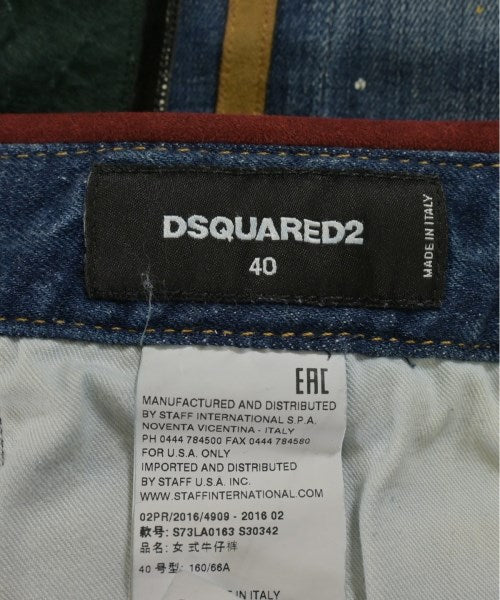 DSQUARED2
40
MADE IN ITALY
EAC
MANUFACTURED AND DISTRIBUTED
BY STAFF INTERNATIONAL S.P.A.
NOVENTA VICENTINA - ITALY
PH 0444 784500 FAX 0444 784580
FOR U.S.A. ONLY
IMPORTED AND DISTRIBUTED
BY STAFF U.S.A. INC.
WWW.STAFFINTERNATIONAL.COM
02PR/2016/4909 - 2016 02
款号: S73LA0163 S30342
品名: 女式牛仔裤
40 号型: 160/66A
IN ITALY